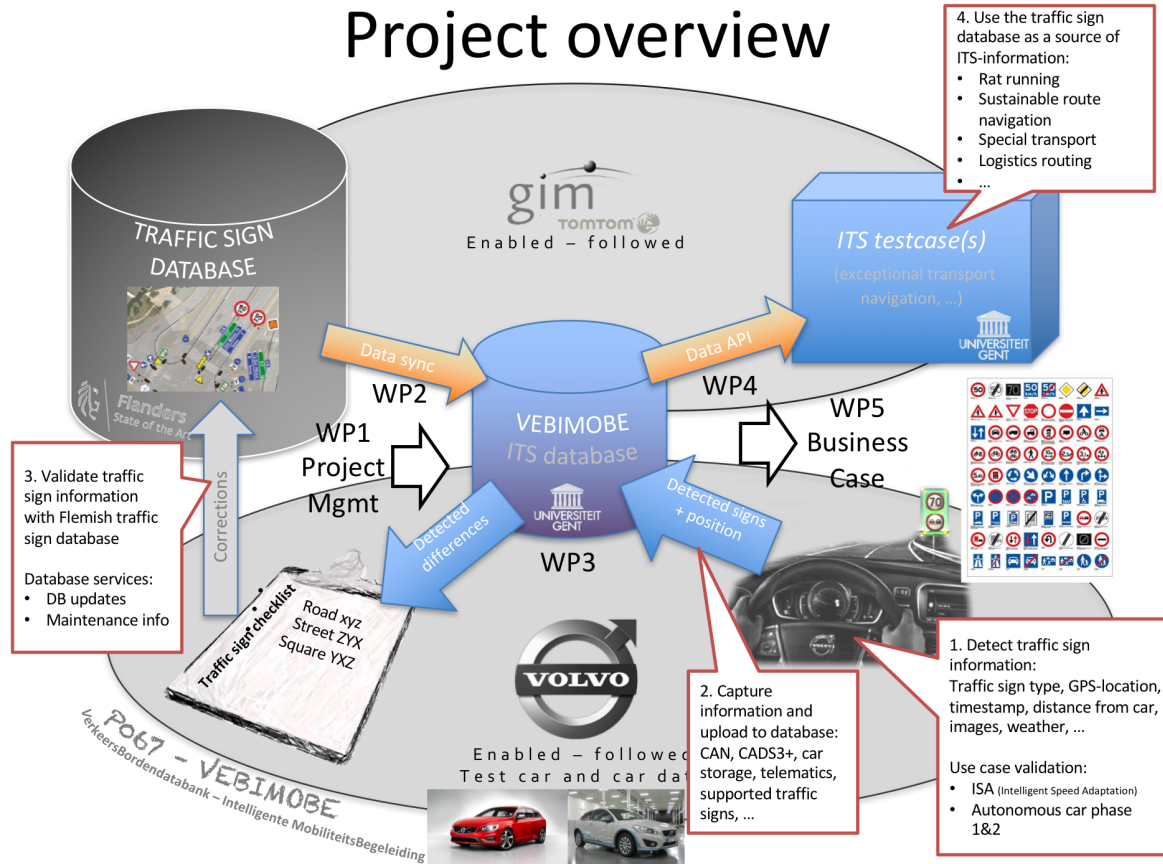 Project overview
4. Use the traffic sign
database as a source of
ITS-information:
• Rat running
• Sustainable route
navigation
• Special transport
• Logistics routing
• ...
gim
TOMTOM
Enabled – followed
TRAFFIC SIGN
DATABASE
Flanders
State of the Art
ITS testcase(s)
(exceptional transport
navigation, ...)
UNIVERSITEIT
GENT
Data sync
WP2
Data API
WP4
VEBIMOBE
ITS database
UNIVERSITEIT
GENT
WP1
Project
Mgmt
WP5
Business
Case
WP3
3. Validate traffic
sign information
with Flemish traffic
sign database
Database services:
• DB updates
• Maintenance info
Corrections
Detected
differences
Detected signs
+ position
70
Traffic sign checklist
Road xyz
Street ZYX
Square YXZ
VOLVO
Enabled – followed
Test car and car dat
2. Capture
information and
upload to database:
CAN, CADS3+, car
storage, telematics,
supported traffic
signs, ...
1. Detect traffic sign
information:
Traffic sign type, GPS-location,
timestamp, distance from car,
images, weather, ...
Use case validation:
• ISA (Intelligent Speed Adaptation)
• Autonomous car phase
1&2
P067 - VEBIMOBE
VerkeersBordendatabank – Intelligente MobiliteitsBegeleiding